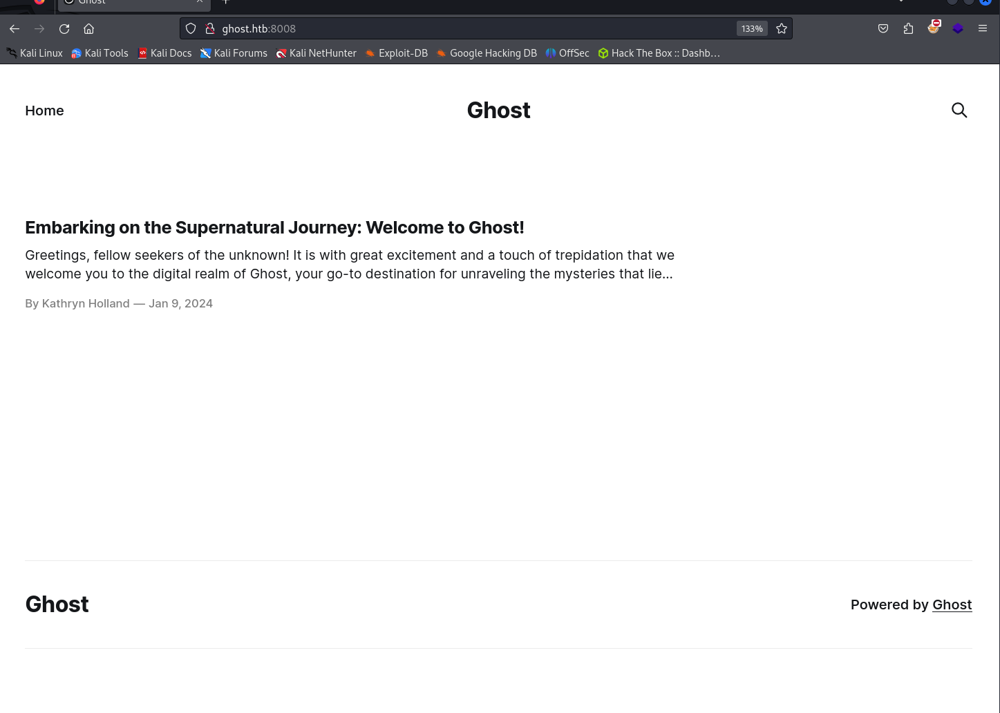 Ghost
ghost.htb:8008
133%
Kali Linux
Kali Tools
Kali Docs
Kali Forums
Kali NetHunter
Exploit-DB
Google Hacking DB
OffSec
Hack The Box :: Dashb…
Home
Ghost
Embarking on the Supernatural Journey: Welcome to Ghost!
Greetings, fellow seekers of the unknown! It is with great excitement and a touch of trepidation that we
welcome you to the digital realm of Ghost, your go-to destination for unraveling the mysteries that lie…
By Kathryn Holland — Jan 9, 2024
Ghost
Powered by Ghost